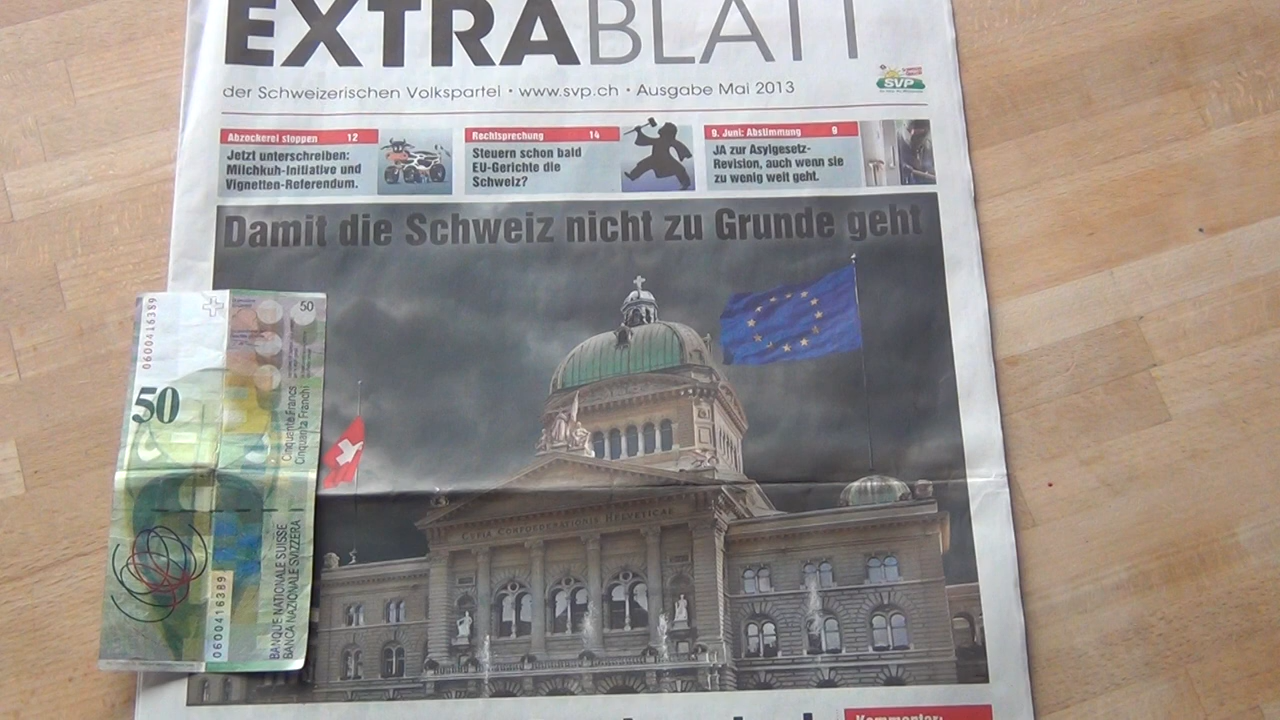 EXTRABLATT
der Schweizerischen Volkspartei • www.svp.ch • Ausgabe Mai 2013
SVP
Abzockerei stoppen 12
Jetzt unterschreiben:
Milchkuh-Initiative und
Vignetten-Referendum.
Rechtsprechung 14
Steuern schon bald
EU-Gerichte die
Schweiz?
9. Juni: Abstimmung 9
JA zur Asylgesetz-
Revision, auch wenn sie
zu wenig weit geht.
Damit die Schweiz nicht zu Grunde geht
CURIA CONFOEDERATIONIS HELVETICAE
Kommentar:
0600416389
50
50
Cinquante Francs
Cinquanta Franchi
BANQUE NATIONALE SUISSE
BANCA NAZIONALE SVIZZERA
0600416389